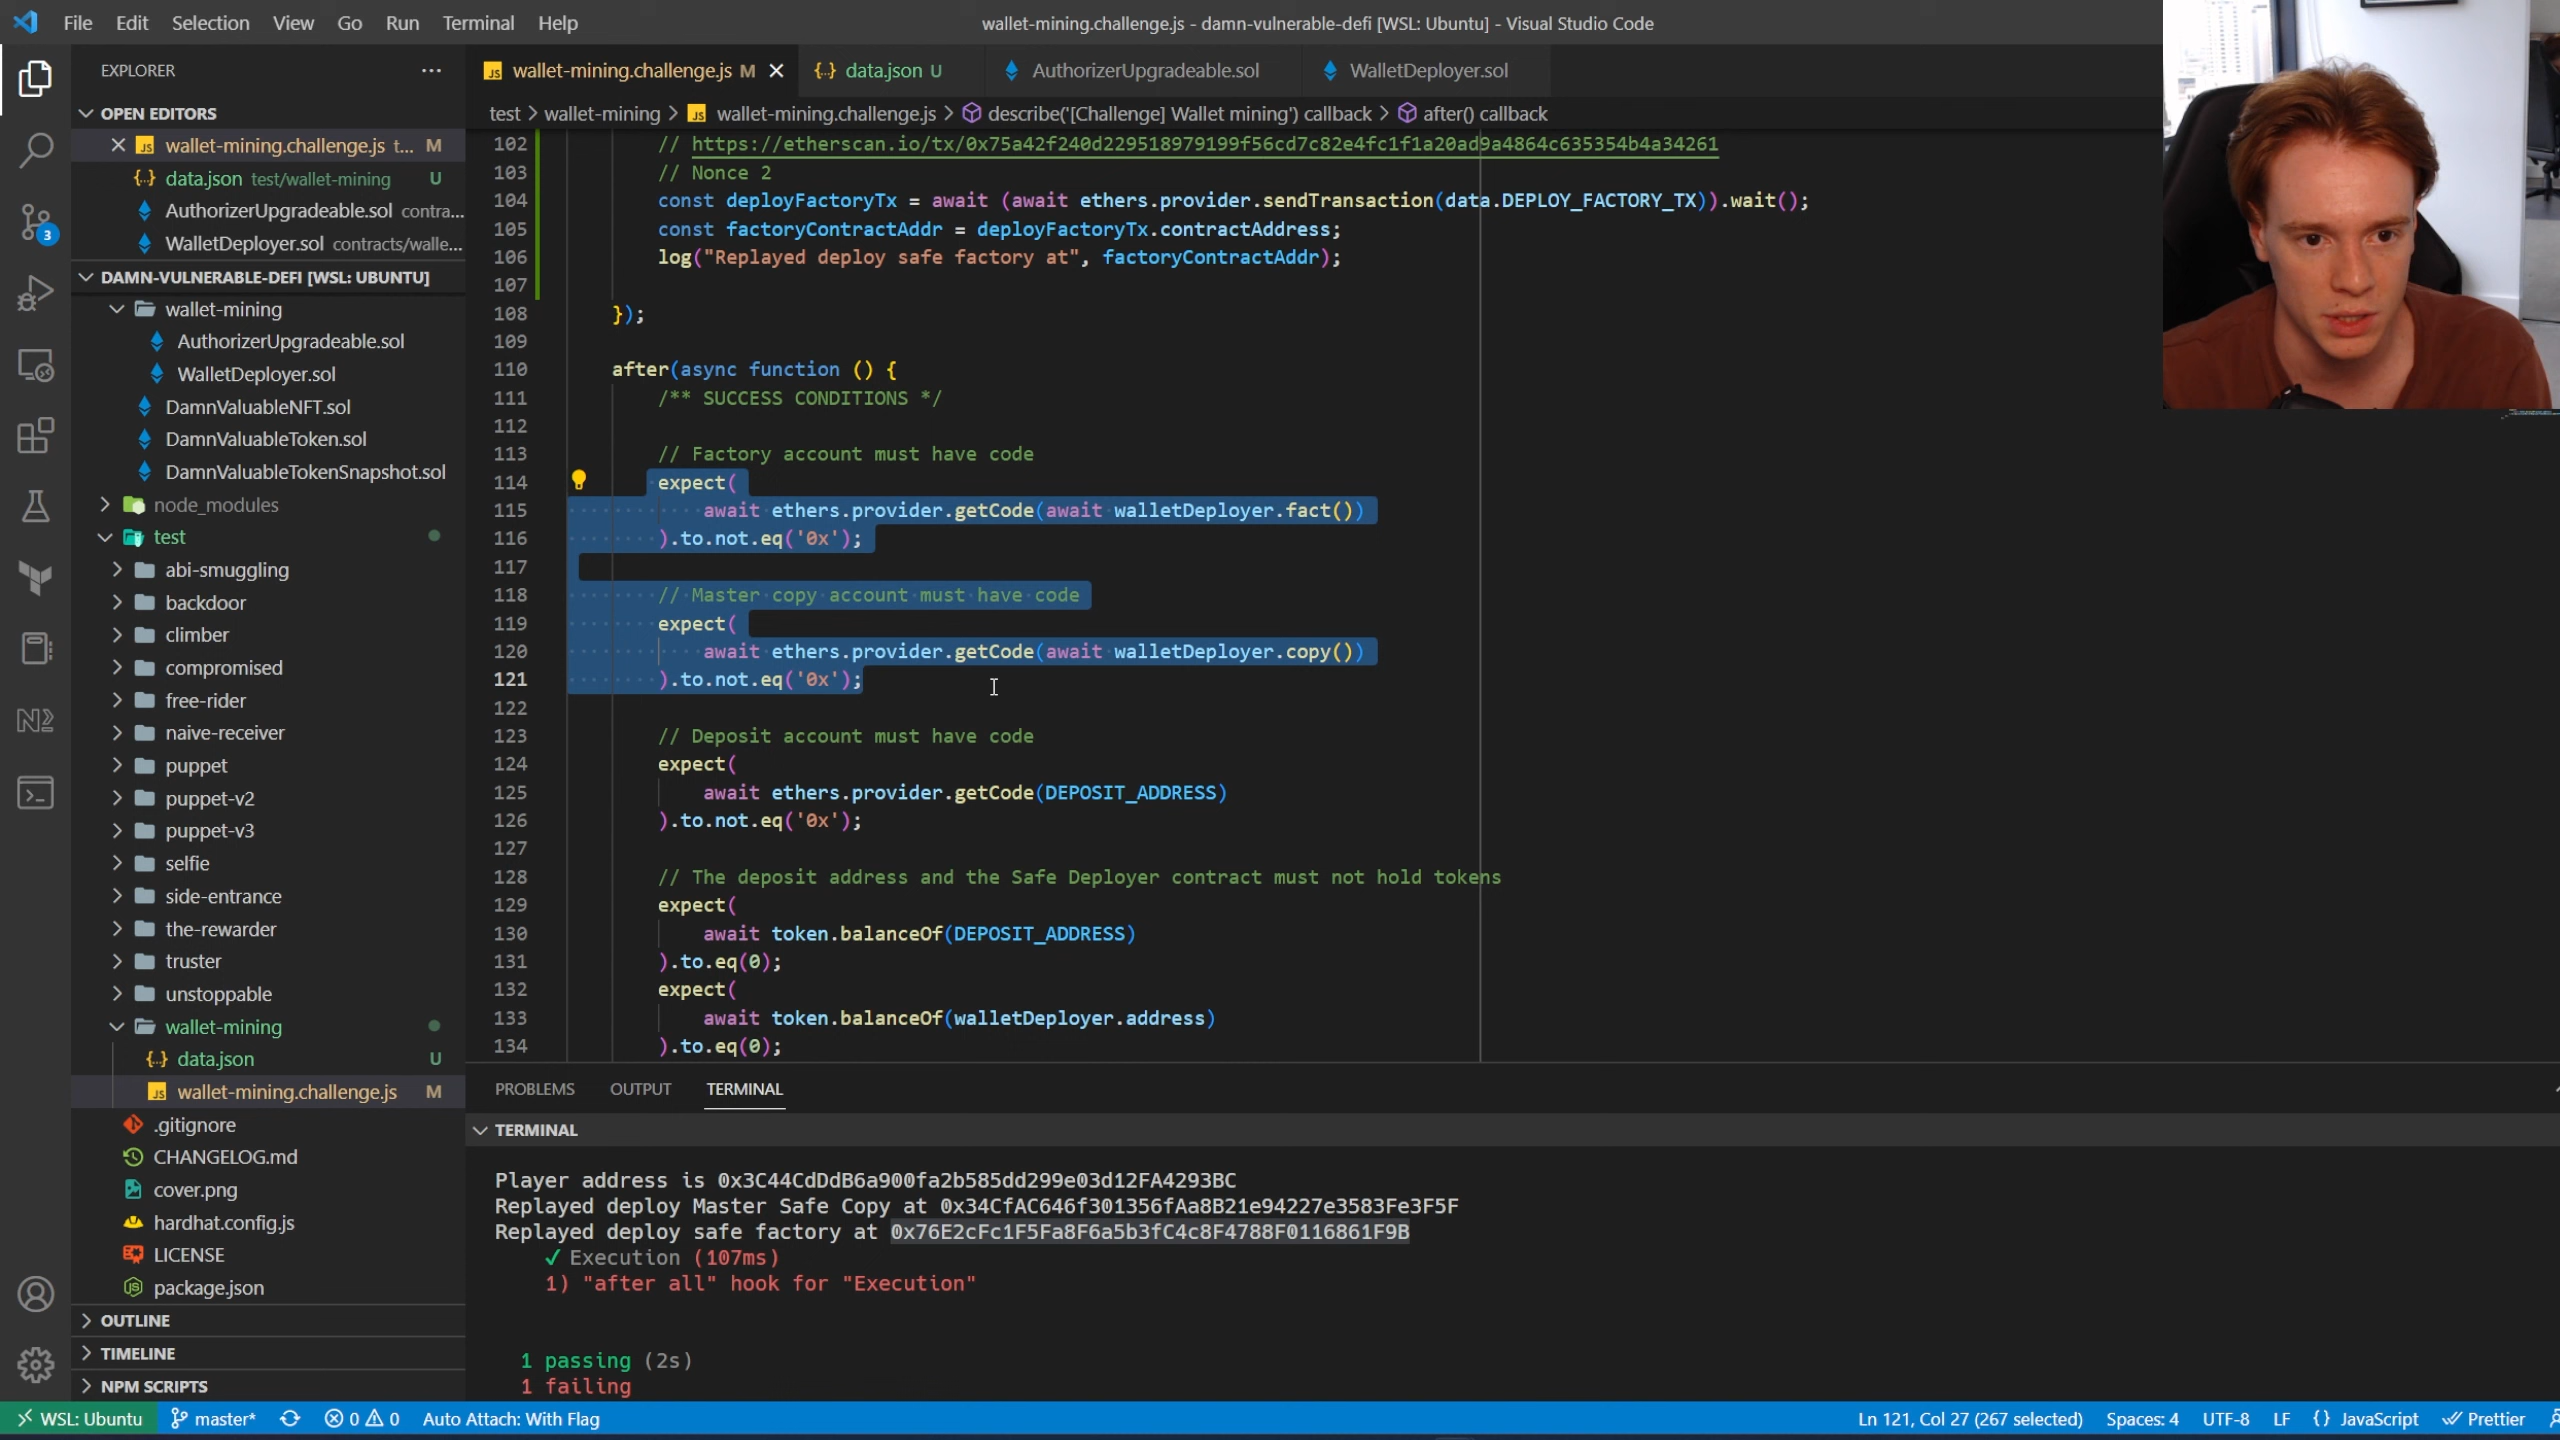 File Edit Selection View Go Run Terminal Help
wallet-mining.challenge.js - damn-vulnerable-defi [WSL: Ubuntu] - Visual Studio Code
EXPLORER
wallet-mining.challenge.js M
data.json U
AuthorizerUpgradeable.sol
WalletDeployer.sol
OPEN EDITORS
wallet-mining.challenge.js t... M
data.json test/wallet-mining U
AuthorizerUpgradeable.sol contra...
WalletDeployer.sol contracts/walle...
DAMN-VULNERABLE-DEFI [WSL: UBUNTU]
wallet-mining
AuthorizerUpgradeable.sol
WalletDeployer.sol
DamnValuableNFT.sol
DamnValuableToken.sol
DamnValuableTokenSnapshot.sol
node_modules
test
abi-smuggling
backdoor
climber
compromised
free-rider
naive-receiver
puppet
puppet-v2
puppet-v3
selfie
side-entrance
the-rewarder
truster
unstoppable
wallet-mining
data.json U
wallet-mining.challenge.js M
.gitignore
CHANGELOG.md
cover.png
hardhat.config.js
LICENSE
package.json
OUTLINE
TIMELINE
NPM SCRIPTS
3
test > wallet-mining > wallet-mining.challenge.js > describe('[Challenge] Wallet mining') callback > after() callback
102 // https://etherscan.io/tx/0x75a42f240d229518979199f56cd7c82e4fc1f1a20ad9a4864c635354b4a34261
103 // Nonce 2
104 const deployFactoryTx = await (await ethers.provider.sendTransaction(data.DEPLOY_FACTORY_TX)).wait();
105 const factoryContractAddr = deployFactoryTx.contractAddress;
106 log("Replayed deploy safe factory at", factoryContractAddr);
107
108 });
109
110 after(async function () {
111 /** SUCCESS CONDITIONS */
112
113 // Factory account must have code
114 expect(
115 await ethers.provider.getCode(await walletDeployer.fact())
116 ).to.not.eq('0x');
117
118 // Master copy account must have code
119 expect(
120 await ethers.provider.getCode(await walletDeployer.copy())
121 ).to.not.eq('0x');
122
123 // Deposit account must have code
124 expect(
125 await ethers.provider.getCode(DEPOSIT_ADDRESS)
126 ).to.not.eq('0x');
127
128 // The deposit address and the Safe Deployer contract must not hold tokens
129 expect(
130 await token.balanceOf(DEPOSIT_ADDRESS)
131 ).to.eq(0);
132 expect(
133 await token.balanceOf(walletDeployer.address)
134 ).to.eq(0);
PROBLEMS OUTPUT TERMINAL
TERMINAL
Player address is 0x3C44CdDdB6a900fa2b585dd299e03d12FA4293BC
Replayed deploy Master Safe Copy at 0x34CfAC646f301356fAa8B21e94227e3583Fe3F5F
Replayed deploy safe factory at 0x76E2cFc1F5Fa8F6a5b3fC4c8F4788F0116861F9B
✓ Execution (107ms)
1) "after all" hook for "Execution"
1 passing (2s)
1 failing
WSL: Ubuntu master* 0 0 Auto Attach: With Flag Ln 121, Col 27 (267 selected) Spaces: 4 UTF-8 LF {} JavaScript Prettier